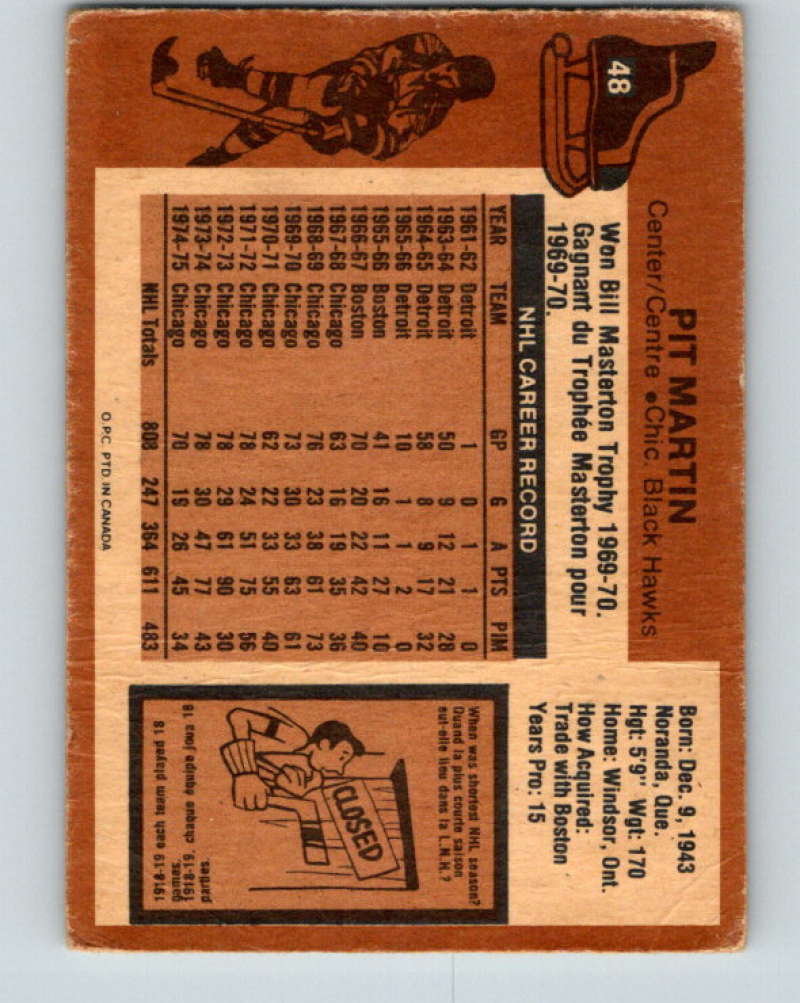 48
PIT MARTIN
Center/Centre • Chic. Black Hawks
Won Bill Masterton Trophy 1969-70.
Gagnant du Trophée Masterton pour
1969-70.
NHL CAREER RECORD
YEAR TEAM GP G A PTS PIM
1961-62 Detroit 1 0 1 1 0
1963-64 Detroit 50 9 12 21 28
1964-65 Detroit 58 8 9 17 32
1965-66 Detroit 10 1 1 2 0
1965-66 Boston 41 16 11 27 10
1966-67 Boston 70 20 22 42 40
1967-68 Chicago 63 16 19 35 36
1968-69 Chicago 76 23 38 61 73
1969-70 Chicago 73 30 33 63 61
1970-71 Chicago 62 22 33 55 40
1971-72 Chicago 78 24 51 75 56
1972-73 Chicago 78 29 61 90 30
1973-74 Chicago 78 30 47 77 43
1974-75 Chicago 70 19 26 45 34
NHL Totals 808 247 364 611 483
O.P.C. PTD IN CANADA
Born: Dec. 9, 1943
Noranda, Que.
Hgt: 5'9" Wgt: 170
Home: Windsor, Ont.
How Acquired:
Trade with Boston
Years Pro: 15
When was shortest NHL season?
Quand la plus courte saison
eut-elle lieu dans la L.N.H.?
CLOSED
1918-19 each team played 18
games.
1918-19, chaque équipe joua 18
parties.